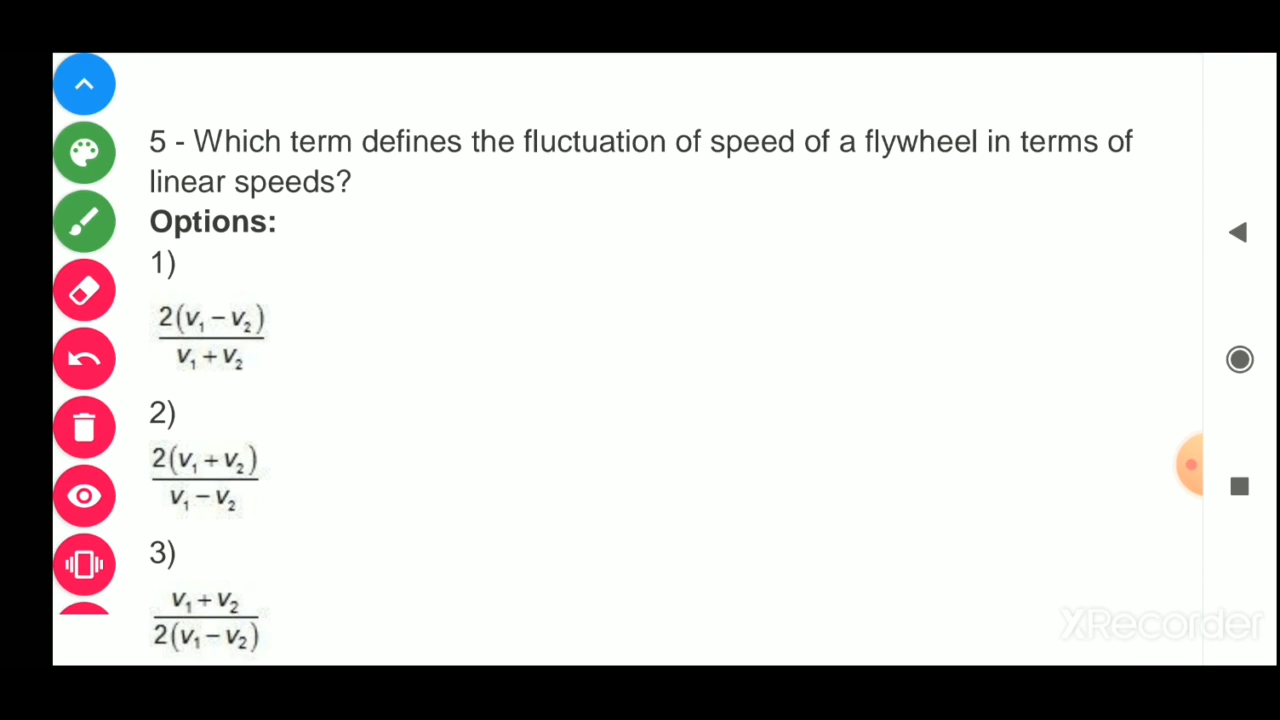 5 - Which term defines the fluctuation of speed of a flywheel in terms of
linear speeds?
Options:
1)
2(v₁ − v₂)
v₁ + v₂
2)
2(v₁ + v₂)
v₁ − v₂
3)
v₁ + v₂
2(v₁ − v₂)
XRecorder